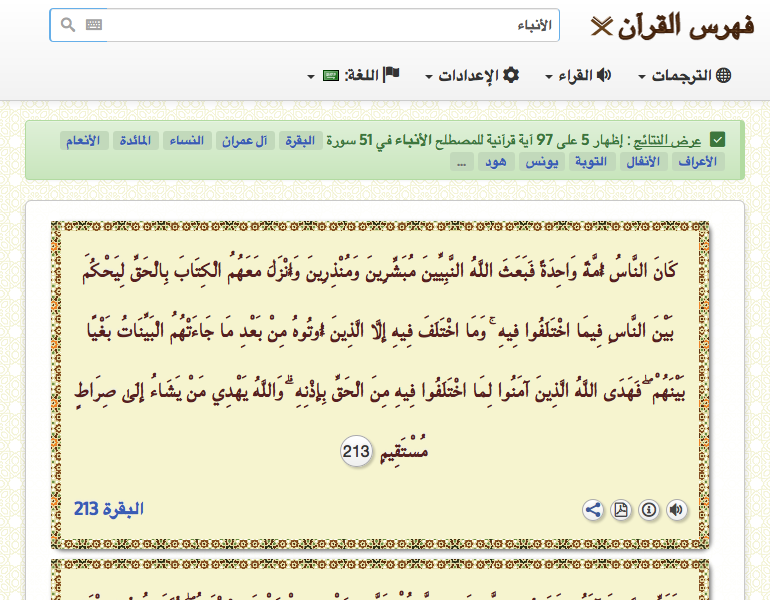 فهرس القرآن
الأنبياء
الترجمات القراء الإعدادات اللغة:
عرض النتائج : إظهار 5 على 97 آية قرآنية للمصطلح الأنباء في 51 سورة البقرة آل عمران النساء المائدة الأنعام
الأعراف الأنفال التوبة يونس هود ...
كَانَ النَّاسُ أُمَّةً وَاحِدَةً فَبَعَثَ اللَّهُ النَّبِيِّينَ مُبَشِّرِينَ وَمُنْذِرِينَ وَأَنْزَلَ مَعَهُمُ الْكِتَابَ بِالْحَقِّ لِيَحْكُمَ
بَيْنَ النَّاسِ فِيمَا اخْتَلَفُوا فِيهِ ۚ وَمَا اخْتَلَفَ فِيهِ إِلَّا الَّذِينَ أُوتُوهُ مِنْ بَعْدِ مَا جَاءَتْهُمُ الْبَيِّنَاتُ بَغْيًا
بَيْنَهُمْ ۖ فَهَدَى اللَّهُ الَّذِينَ آمَنُوا لِمَا اخْتَلَفُوا فِيهِ مِنَ الْحَقِّ بِإِذْنِهِ ۗ وَاللَّهُ يَهْدِي مَنْ يَشَاءُ إِلَىٰ صِرَاطٍ
مُسْتَقِيمٍ 213
البقرة 213